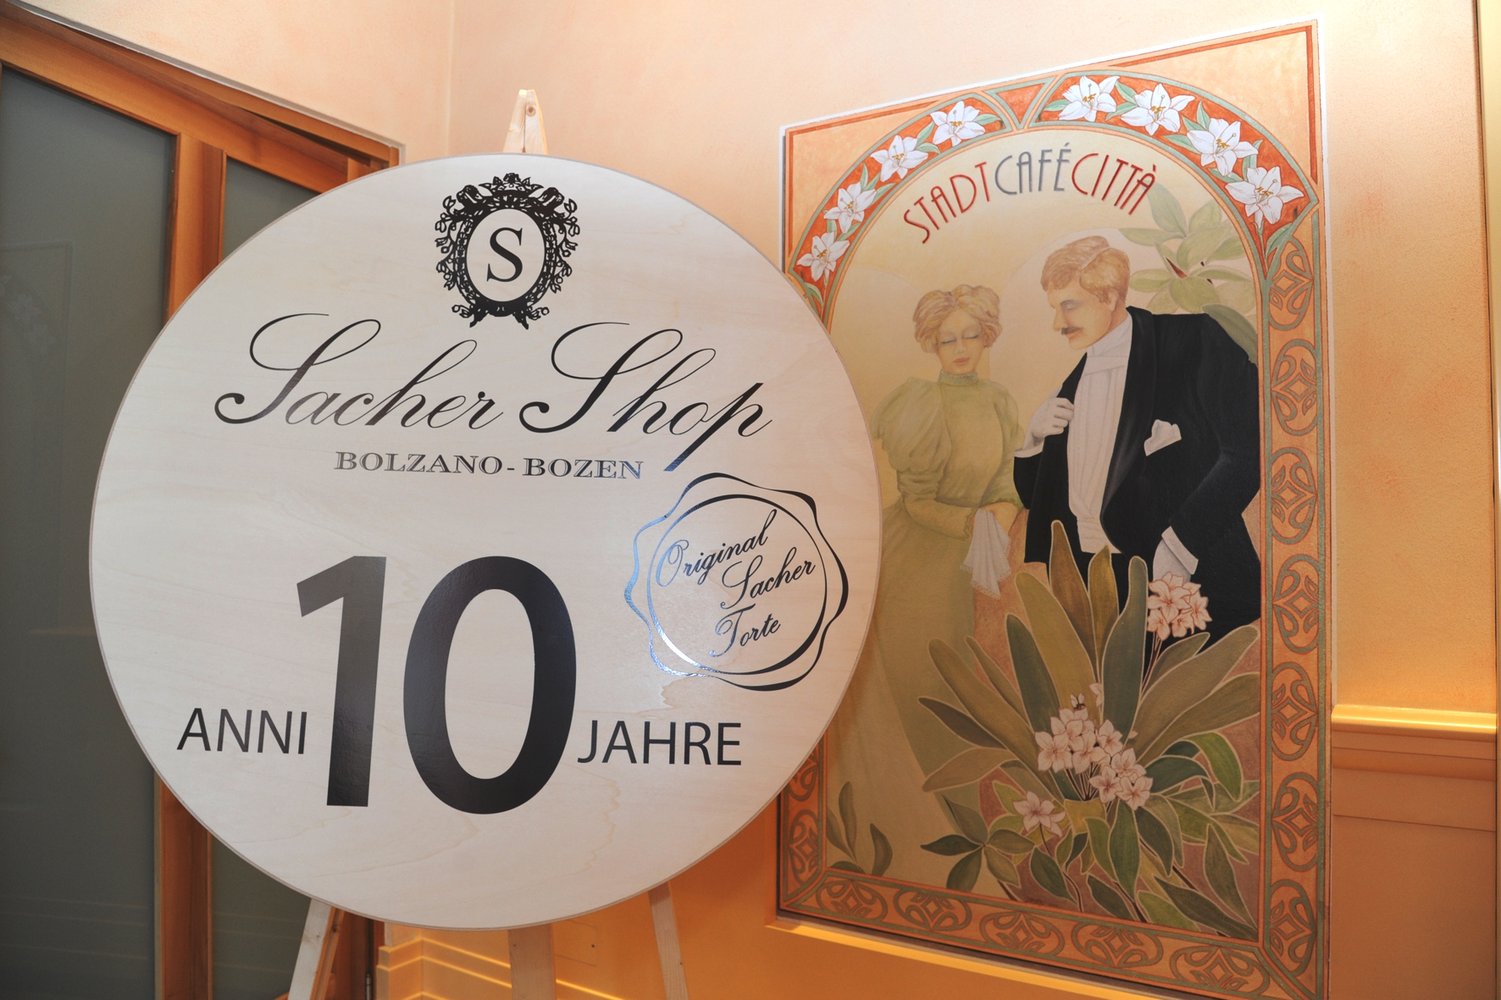 S
Sacher Shop
BOLZANO-BOZEN
Original
Sacher
Torte
ANNI 10 JAHRE
STADTCAFÉCITTÀ